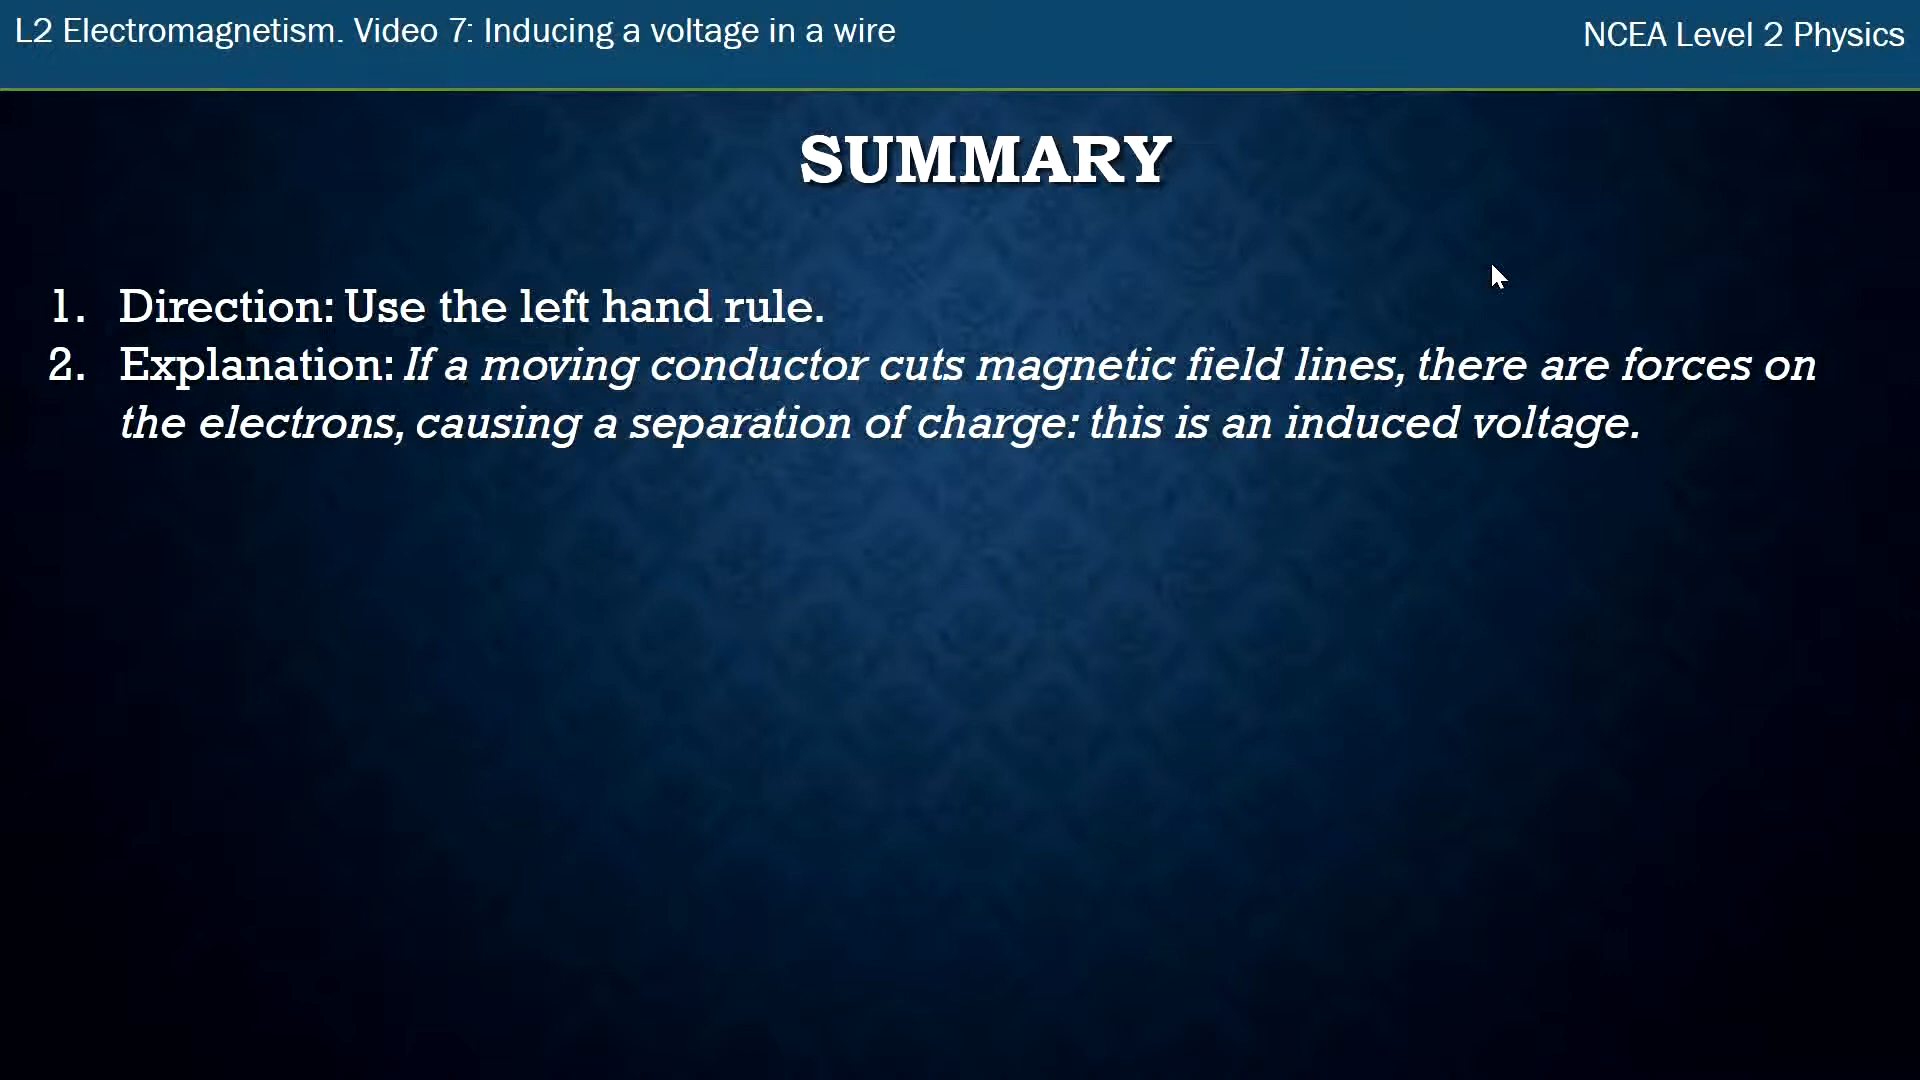 L2 Electromagnetism. Video 7: Inducing a voltage in a wire
NCEA Level 2 Physics
SUMMARY
1. Direction: Use the left hand rule.
2. Explanation: If a moving conductor cuts magnetic field lines, there are forces on
the electrons, causing a separation of charge: this is an induced voltage.